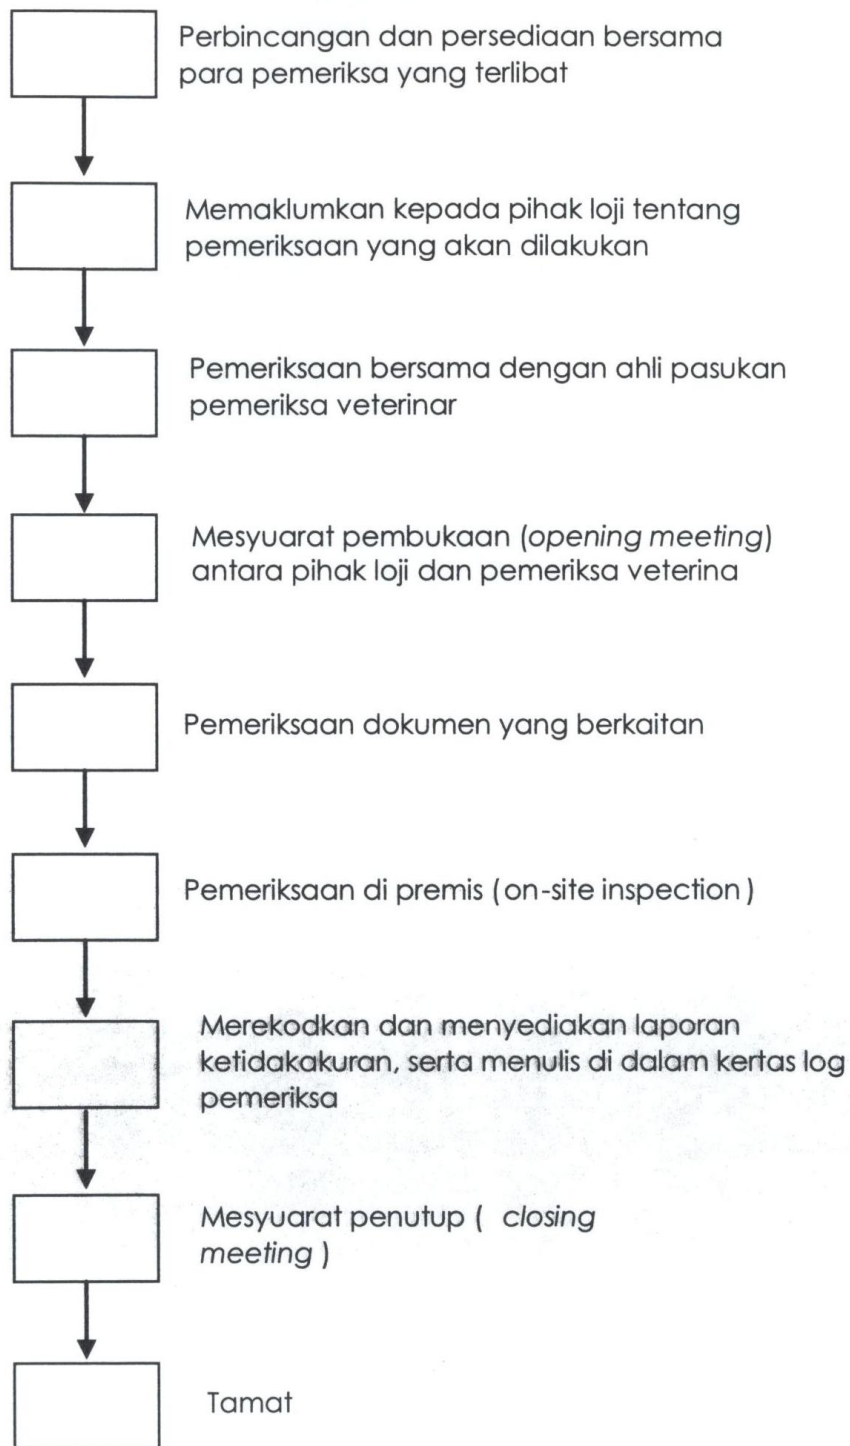 Perbincangan dan persediaan bersama
para pemeriksa yang terlibat
Memaklumkan kepada pihak loji tentang
pemeriksaan yang akan dilakukan
Pemeriksaan bersama dengan ahli pasukan
pemeriksa veterinar
Mesyuarat pembukaan (opening meeting)
antara pihak loji dan pemeriksa veterina
Pemeriksaan dokumen yang berkaitan
Pemeriksaan di premis (on-site inspection )
Merekodkan dan menyediakan laporan
ketidakakuran, serta menulis di dalam kertas log
pemeriksa
Mesyuarat penutup ( closing
meeting )
Tamat